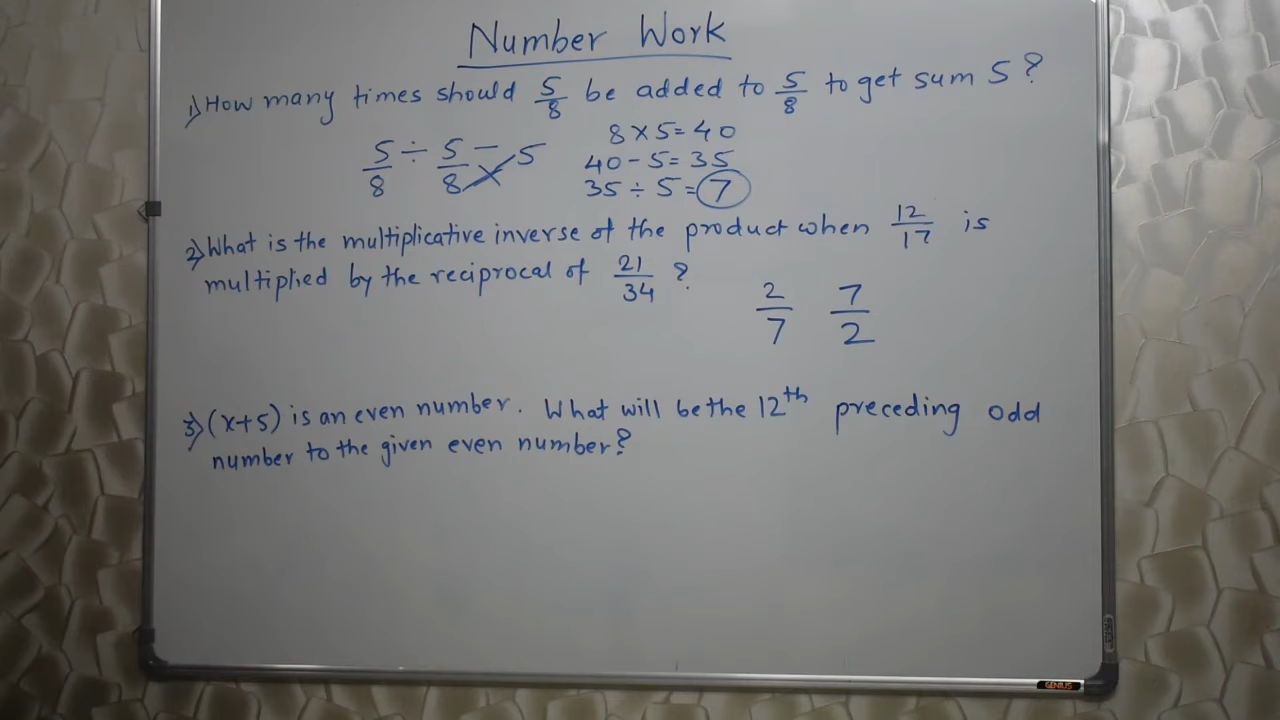 Number Work
1) How many times should 5/8 be added to 5/8 to get sum 5?
5/8 ÷ 5/8 = 5
8 × 5 = 40
40 - 5 = 35
35 ÷ 5 = 7
2) What is the multiplicative inverse of the product when 12/17 is
multiplied by the reciprocal of 21/34 ?
2/7 7/2
3) (x+5) is an even number. What will be the 12th preceding odd
number to the given even number?
GENIUS